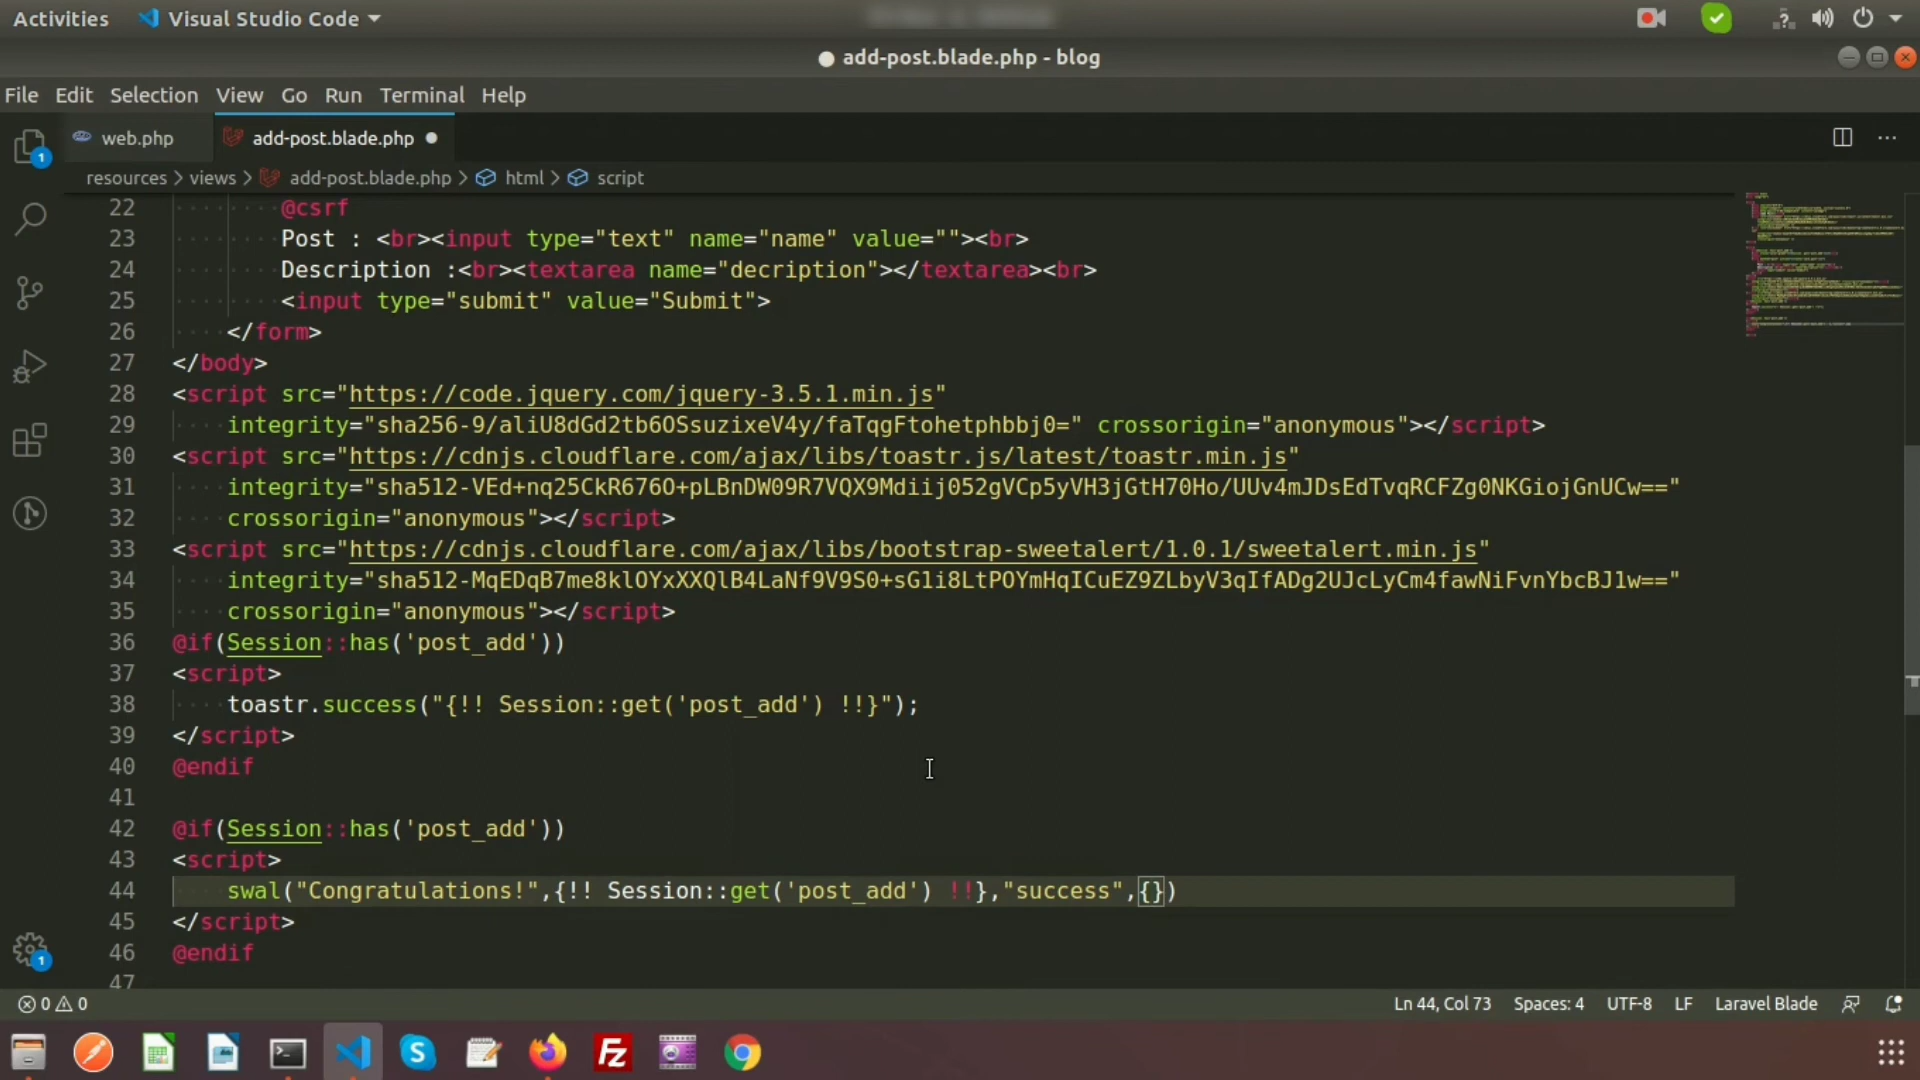 Activities Visual Studio Code
add-post.blade.php - blog
File Edit Selection View Go Run Terminal Help
web.php add-post.blade.php
resources > views > add-post.blade.php > html > script
22 @csrf
23 Post : <br><input type="text" name="name" value=""><br>
24 Description :<br><textarea name="decription"></textarea><br>
25 <input type="submit" value="Submit">
26 </form>
27 </body>
28 <script src="https://code.jquery.com/jquery-3.5.1.min.js"
29 integrity="sha256-9/aliU8dGd2tb6OSsuzixeV4y/faTqgFtohetphbbj0=" crossorigin="anonymous"></script>
30 <script src="https://cdnjs.cloudflare.com/ajax/libs/toastr.js/latest/toastr.min.js"
31 integrity="sha512-VEd+nq25CkR676O+pLBnDW09R7VQX9Mdiij052gVCp5yVH3jGtH70Ho/UUv4mJDsEdTvqRCFZg0NKGiojGnUCw=="
32 crossorigin="anonymous"></script>
33 <script src="https://cdnjs.cloudflare.com/ajax/libs/bootstrap-sweetalert/1.0.1/sweetalert.min.js"
34 integrity="sha512-MqEDqB7me8klOYxXXQlB4LaNf9V9S0+sG1i8LtPOYmHqICuEZ9ZLbyV3qIfADg2UJcLyCm4fawNiFvnYbcBJ1w=="
35 crossorigin="anonymous"></script>
36 @if(Session::has('post_add'))
37 <script>
38 toastr.success("{!! Session::get('post_add') !!}");
39 </script>
40 @endif
41
42 @if(Session::has('post_add'))
43 <script>
44 swal("Congratulations!",{!! Session::get('post_add') !!},"success",{})
45 </script>
46 @endif
47
0 0 Ln 44, Col 73 Spaces: 4 UTF-8 LF Laravel Blade